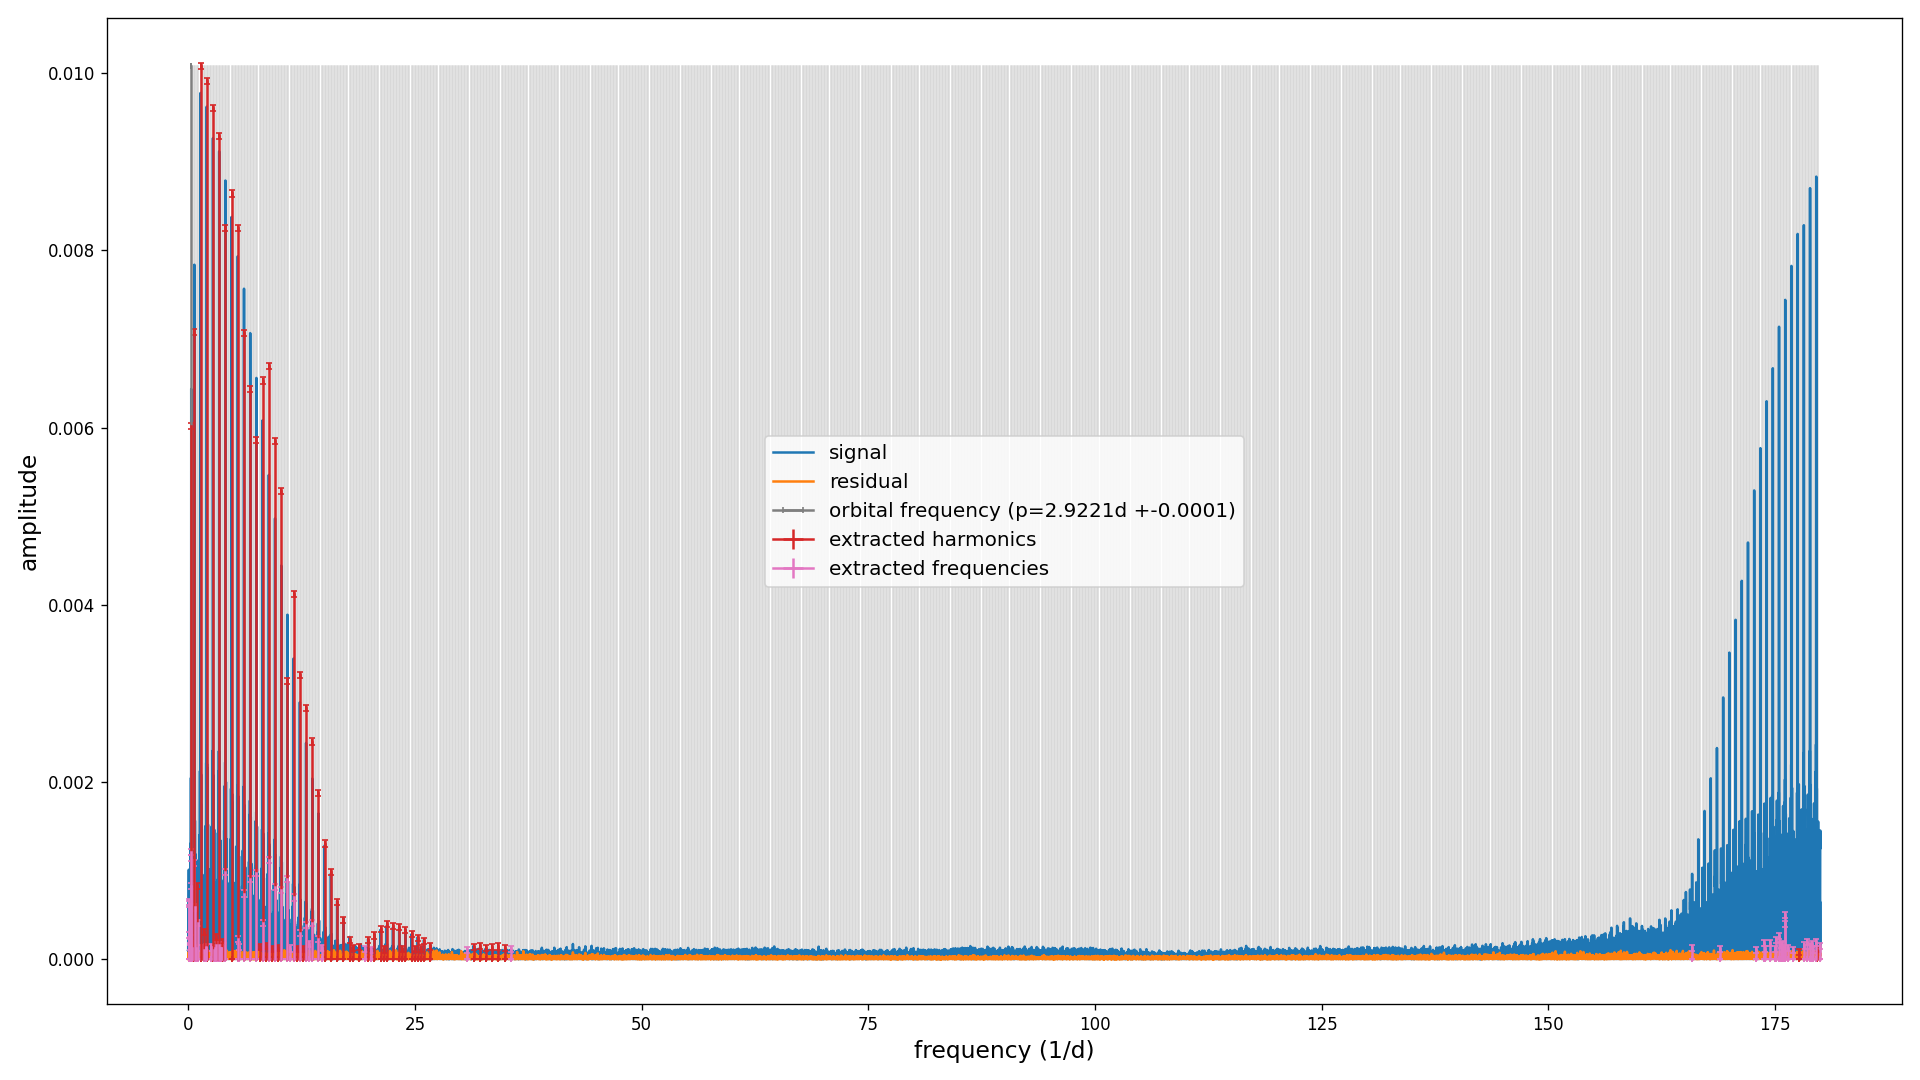 0.010
0.008
0.006
0.004
0.002
0.000
amplitude
signal
residual
orbital frequency (p=2.9221d +-0.0001)
extracted harmonics
extracted frequencies
0 25 50 75 100 125 150 175
frequency (1/d)